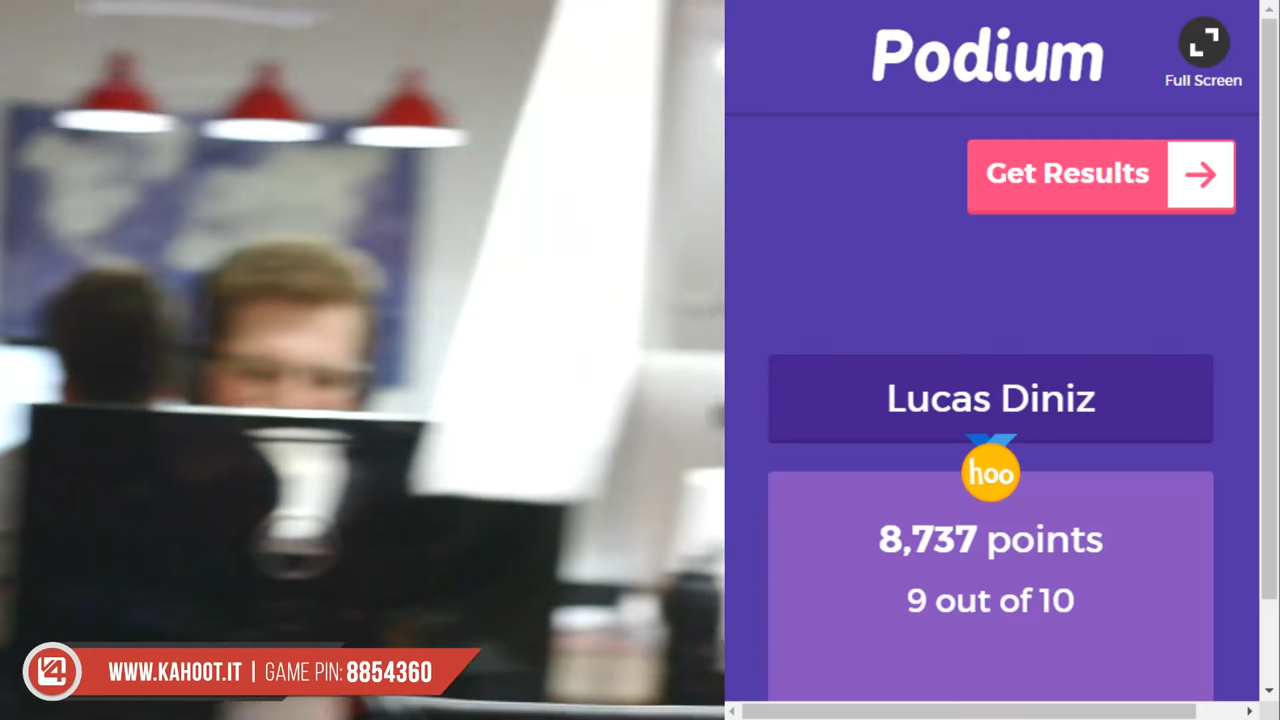 Podium
Full Screen
Get Results
Lucas Diniz
hoo
8,737 points
9 out of 10
WWW.KAHOOT.IT | GAME PIN: 8854360